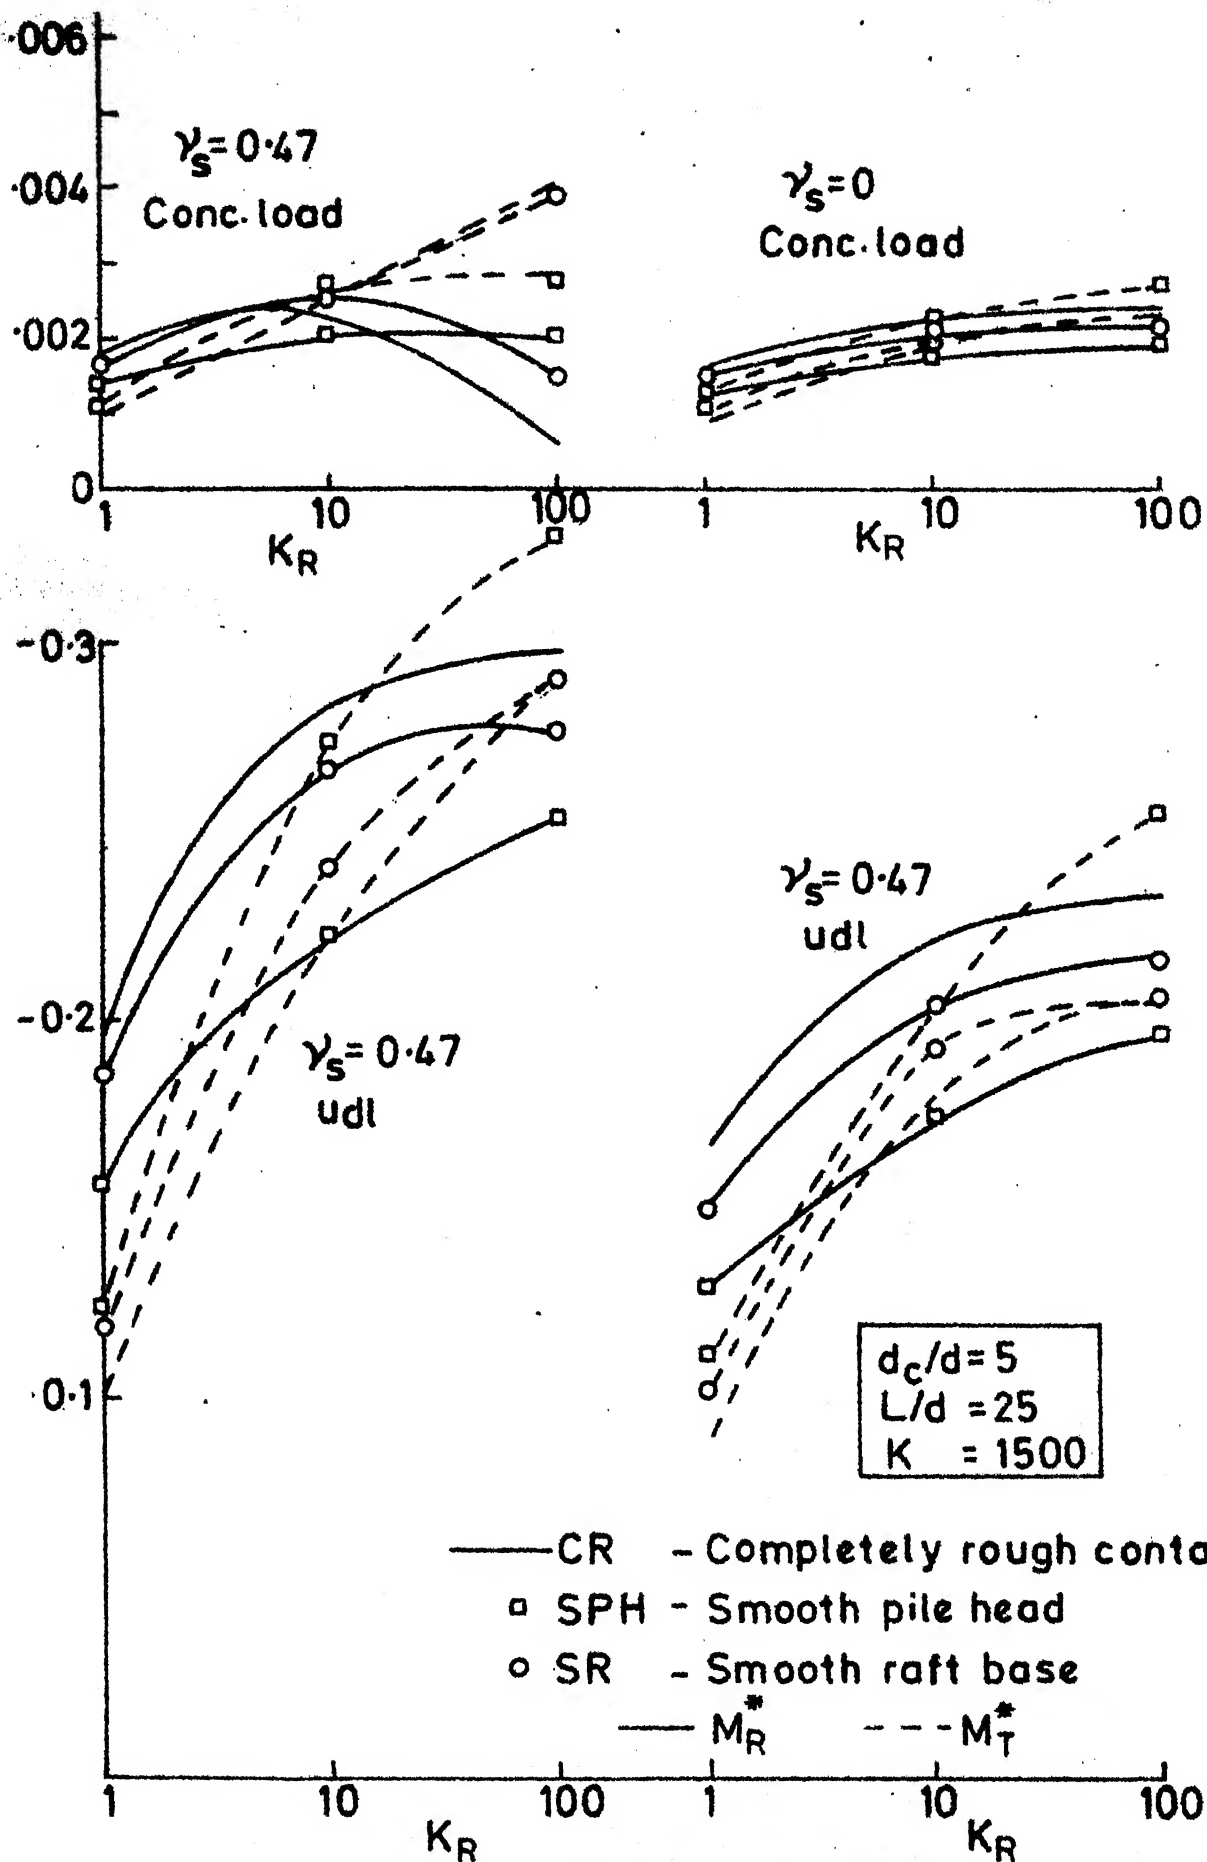 ·006
·004
·002
0
γs=0·47
Conc. load
γs=0
Conc. load
1 10 100
KR
1 10 100
KR
-0·3
-0·2
0·1
γs=0·47
udl
γs=0·47
udl
dc/d=5
L/d =25
K =1500
CR - Completely rough conta
SPH - Smooth pile head
SR - Smooth raft base
M*R --- M*T
1 10 100
KR
1 10 100
KR